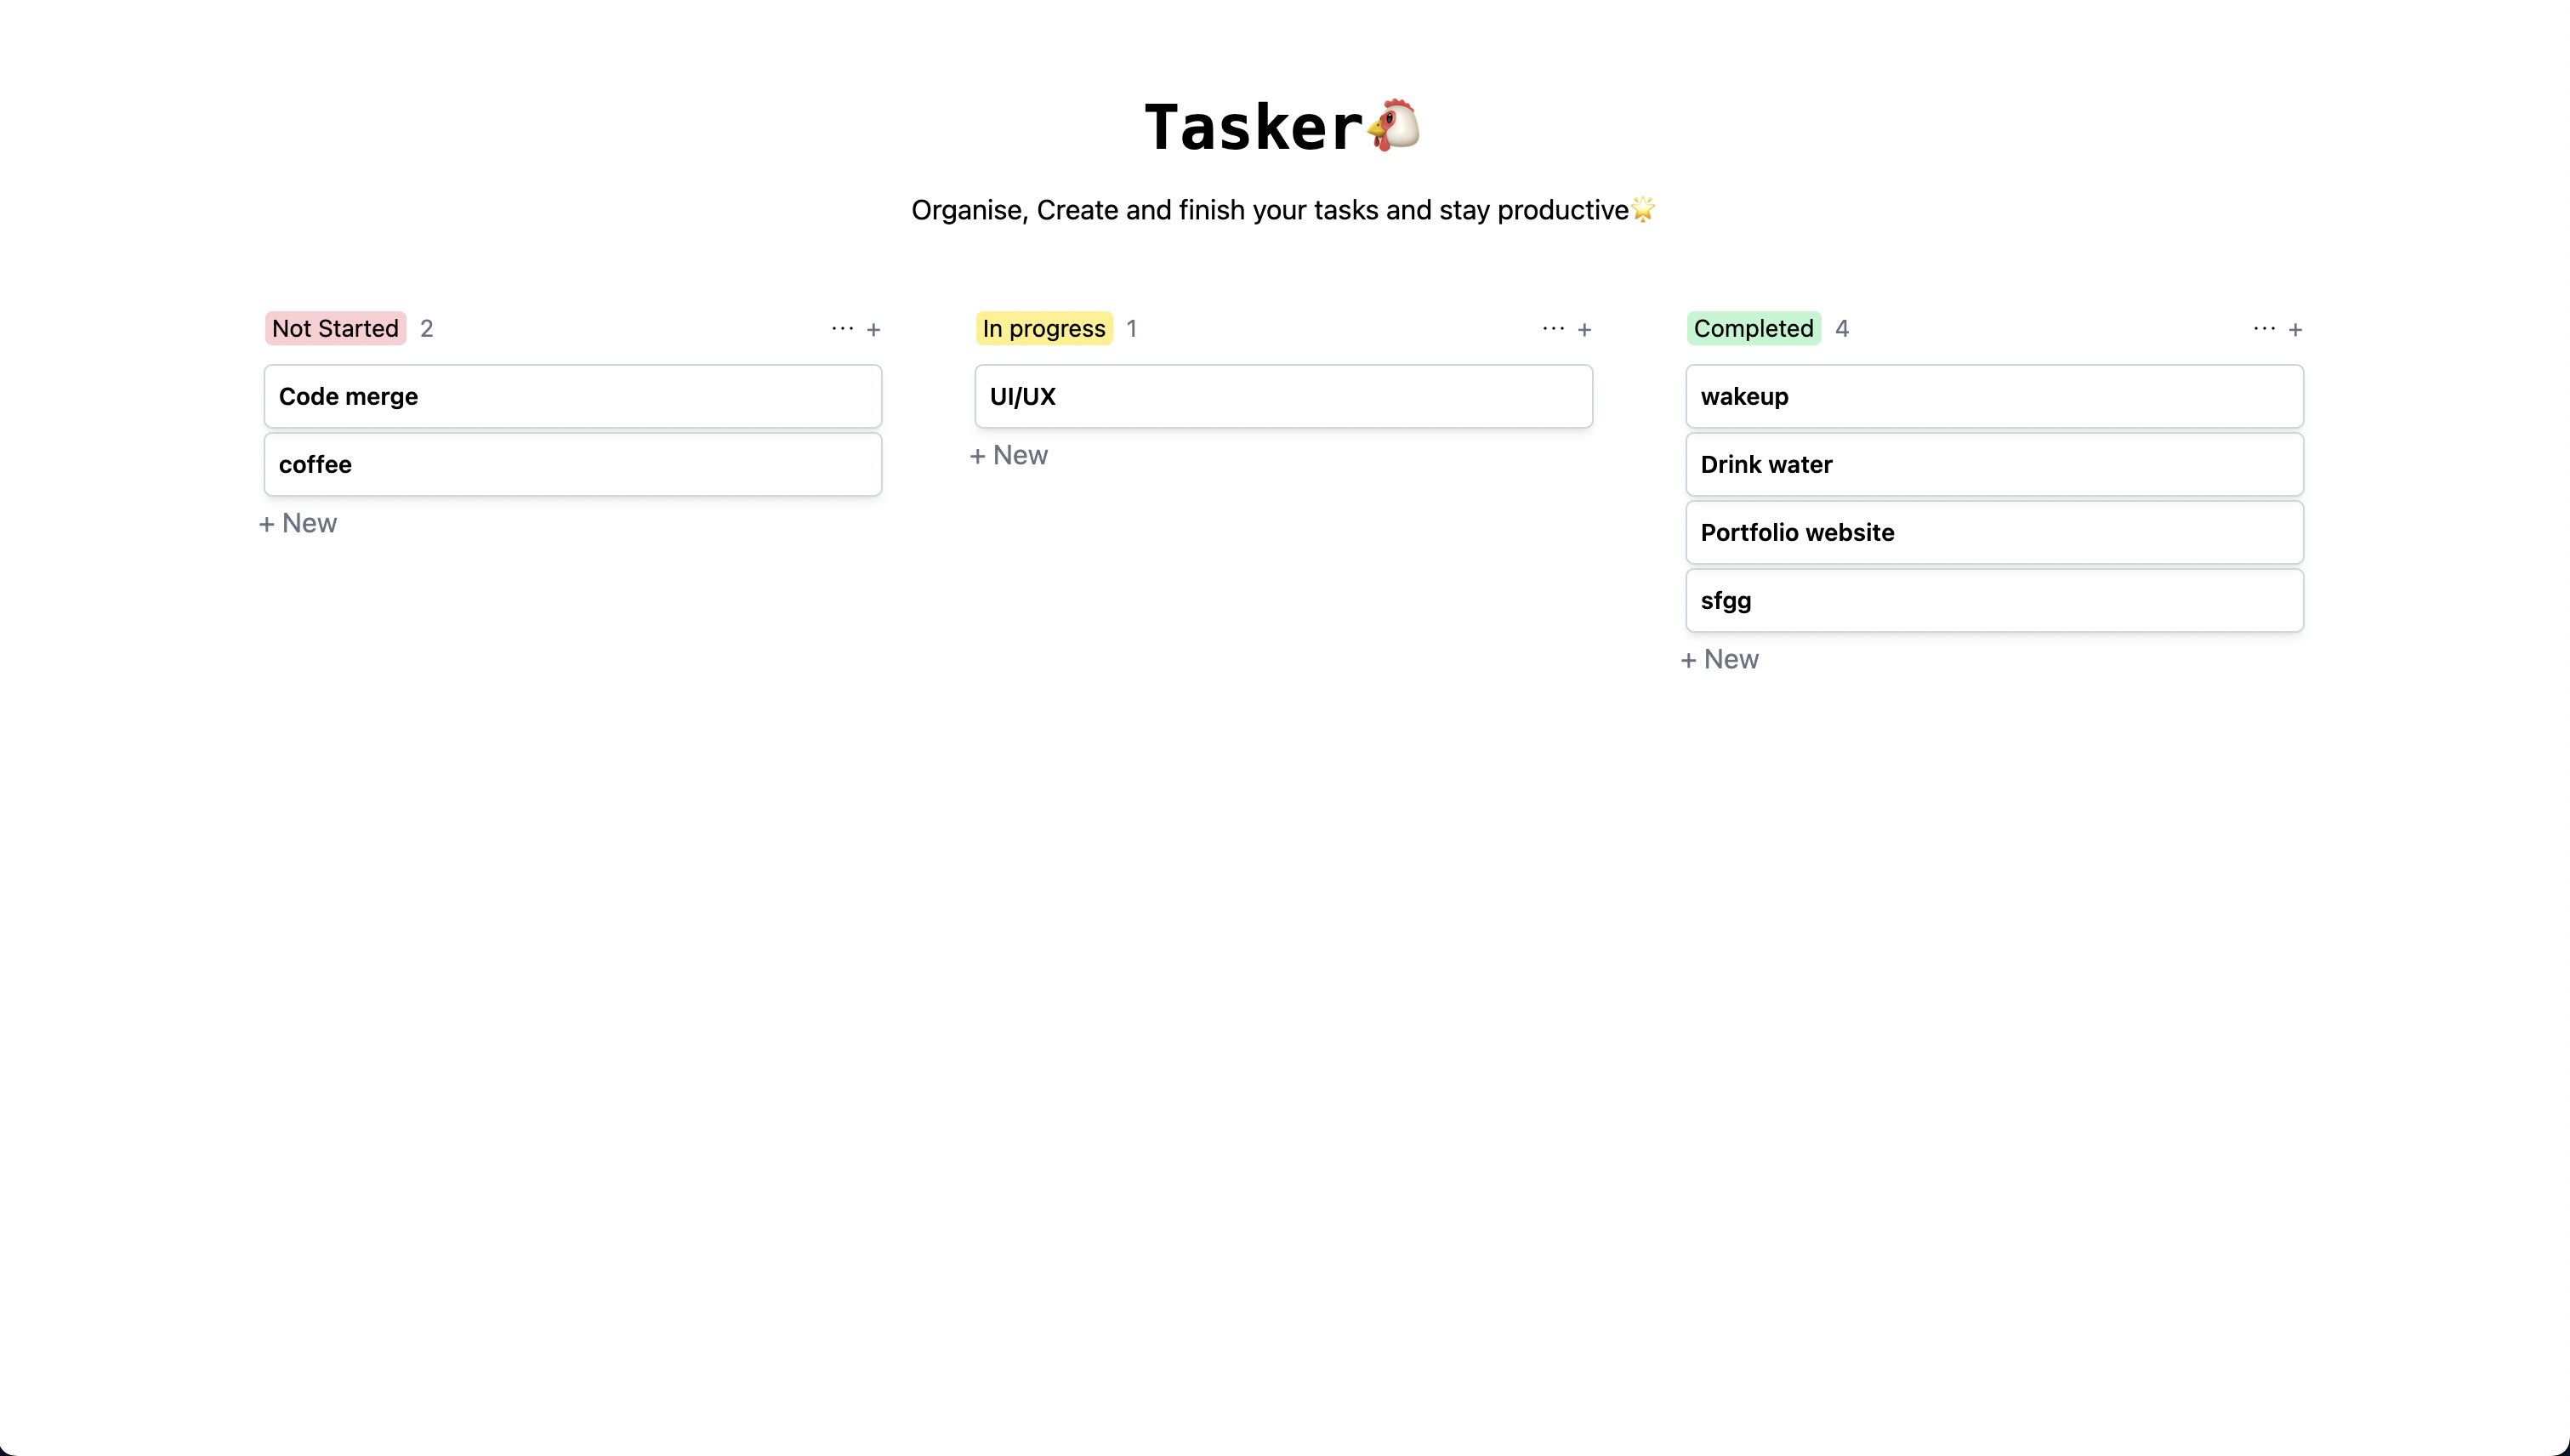 Tasker🐔
Organise, Create and finish your tasks and stay productive🌟
Not Started 2 ··· +
Code merge
coffee
+ New
In progress 1 ··· +
UI/UX
+ New
Completed 4 ··· +
wakeup
Drink water
Portfolio website
sfgg
+ New